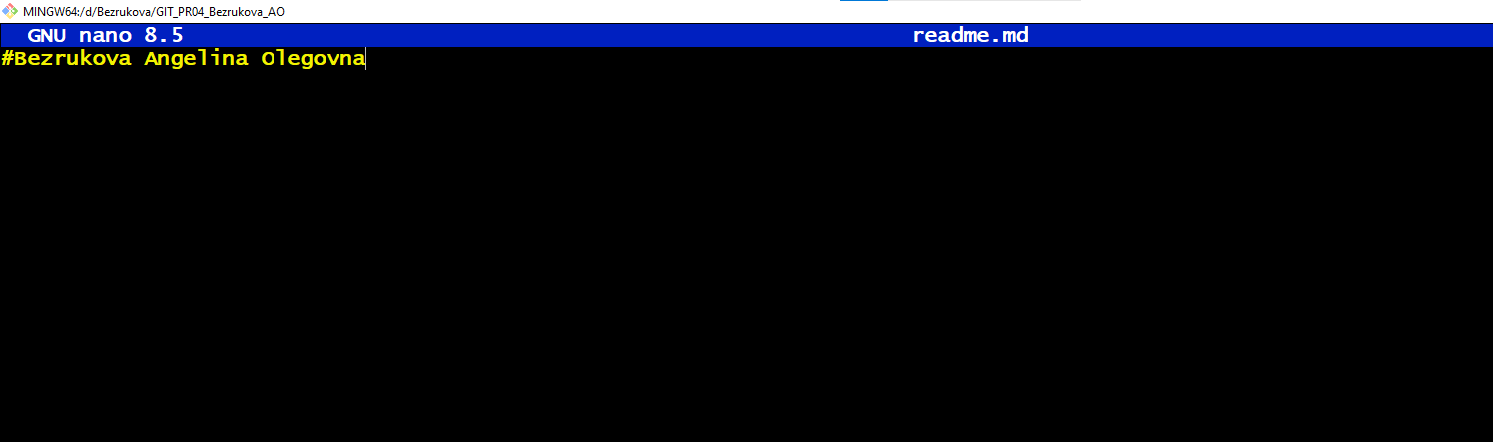 MINGW64:/d/Bezrukova/GIT_PR04_Bezrukova_AO
GNU nano 8.5 readme.md
#Bezrukova Angelina Olegovna